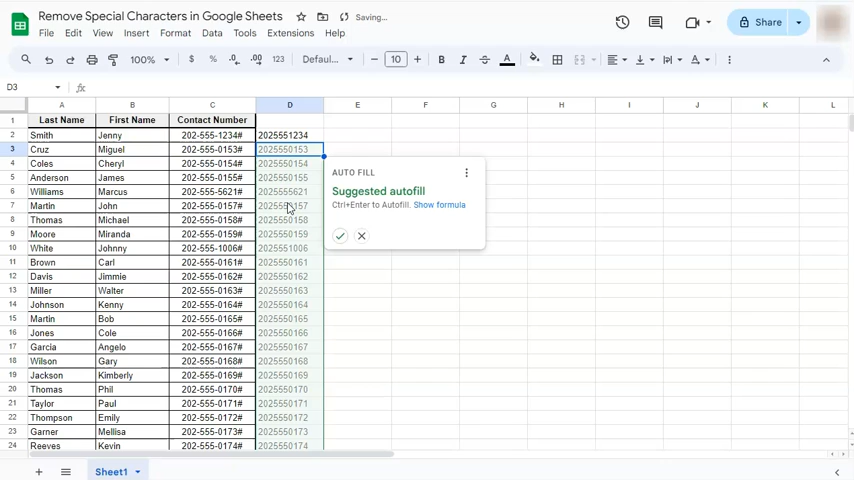 Remove Special Characters in Google Sheets Saving... Share
File Edit View Insert Format Data Tools Extensions Help
100% $ % .0 .00 123 Defaul... − 10 + B I A A
D3 fx
A B C D E F G H I J K L
1 Last Name First Name Contact Number
2 Smith Jenny 202-555-1234# 2025551234
3 Cruz Miguel 202-555-0153# 2025550153
4 Coles Cheryl 202-555-0154# 2025550154
5 Anderson James 202-555-0155# 2025550155
6 Williams Marcus 202-555-5621# 2025555621
7 Martin John 202-555-0157# 2025550157
8 Thomas Michael 202-555-0158# 2025550158
9 Moore Miranda 202-555-0159# 2025550159
10 White Johnny 202-555-1006# 2025551006
11 Brown Carl 202-555-0161# 2025550161
12 Davis Jimmie 202-555-0162# 2025550162
13 Miller Walter 202-555-0163# 2025550163
14 Johnson Kenny 202-555-0164# 2025550164
15 Martin Bob 202-555-0165# 2025550165
16 Jones Cole 202-555-0166# 2025550166
17 Garcia Angelo 202-555-0167# 2025550167
18 Wilson Gary 202-555-0168# 2025550168
19 Jackson Kimberly 202-555-0169# 2025550169
20 Thomas Phil 202-555-0170# 2025550170
21 Taylor Paul 202-555-0171# 2025550171
22 Thompson Emily 202-555-0172# 2025550172
23 Garner Mellisa 202-555-0173# 2025550173
24 Reeves Kevin 202-555-0174# 2025550174
AUTO FILL
Suggested autofill
Ctrl+Enter to Autofill. Show formula
Sheet1